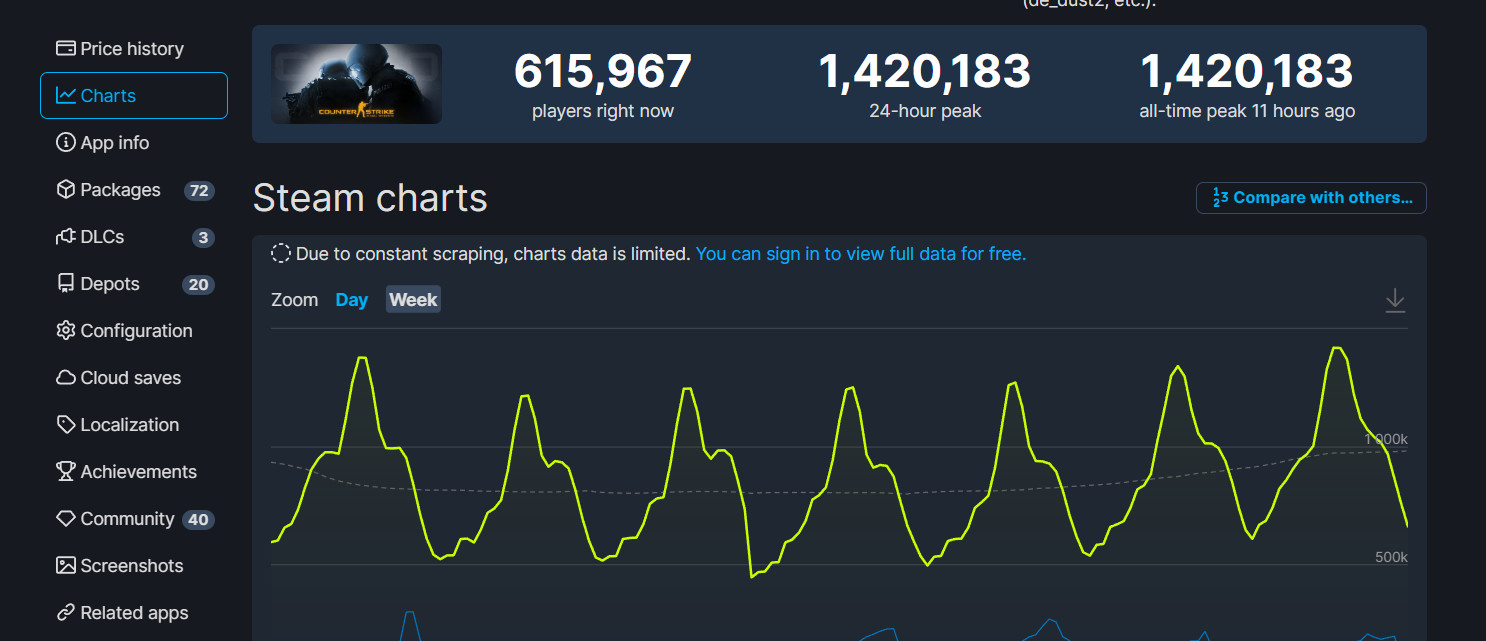 (de_dust2, etc.).
Price history
Charts
App info
Packages 72
DLCs 3
Depots 20
Configuration
Cloud saves
Localization
Achievements
Community 40
Screenshots
Related apps
COUNTER STRIKE
615,967
players right now
1,420,183
24-hour peak
1,420,183
all-time peak 11 hours ago
Steam charts
Compare with others...
Due to constant scraping, charts data is limited. You can sign in to view full data for free.
Zoom Day Week
1 000k
500k